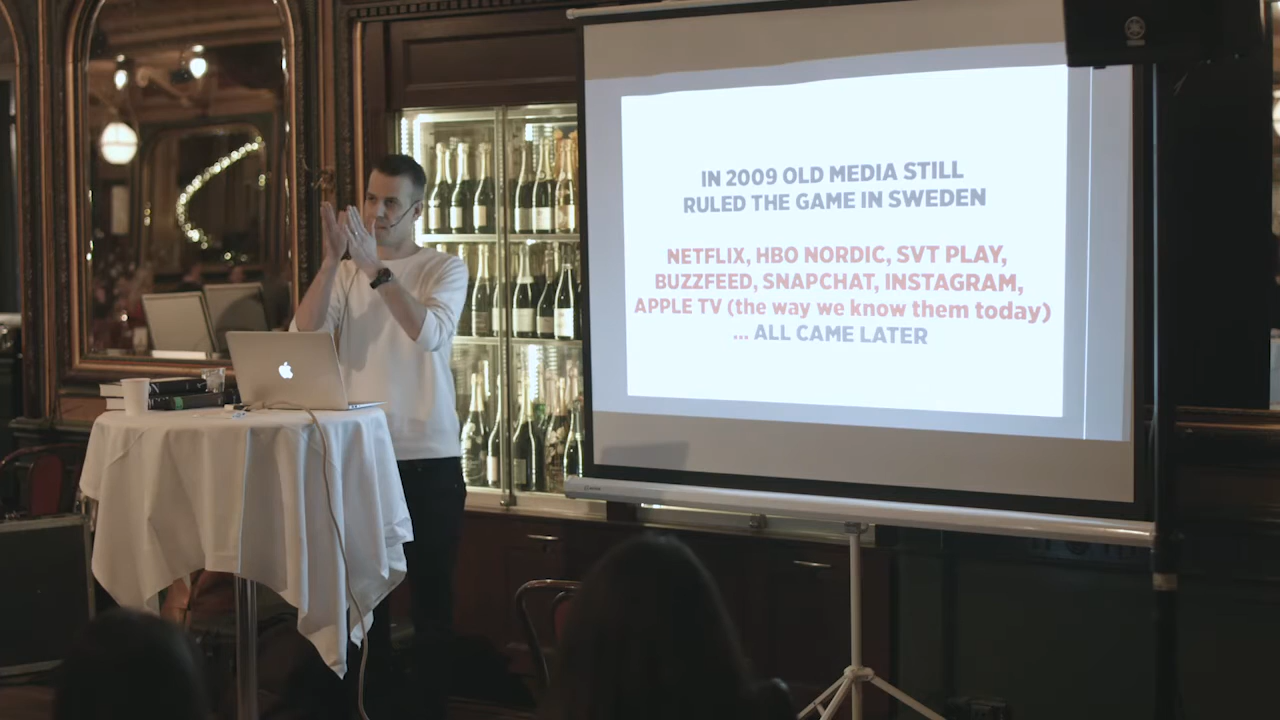 IN 2009 OLD MEDIA STILL
RULED THE GAME IN SWEDEN
NETFLIX, HBO NORDIC, SVT PLAY,
BUZZFEED, SNAPCHAT, INSTAGRAM,
APPLE TV (the way we know them today)
... ALL CAME LATER